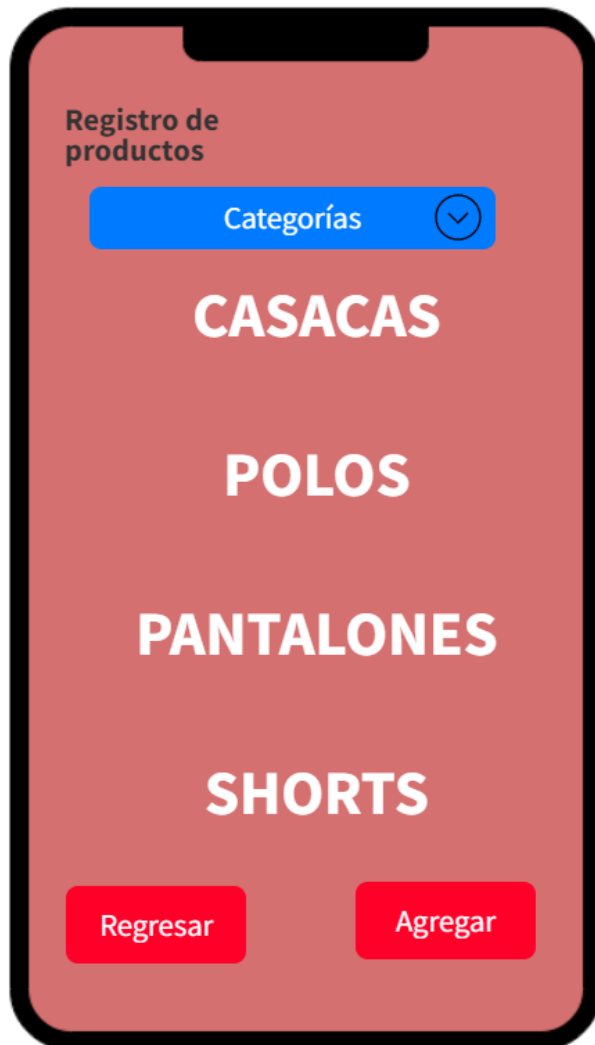 Registro de
productos
Categorías
CASACAS
POLOS
PANTALONES
SHORTS
Regresar
Agregar